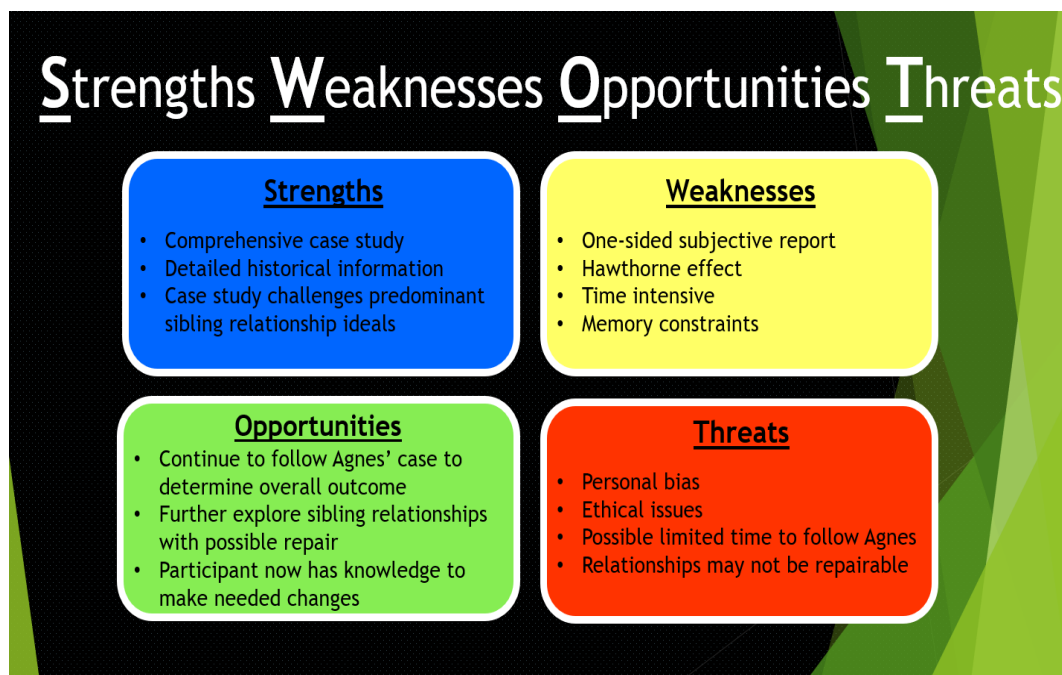 Strengths Weaknesses Opportunities Threats
Strengths
• Comprehensive case study
• Detailed historical information
• Case study challenges predominant
sibling relationship ideals
Weaknesses
• One-sided subjective report
• Hawthorne effect
• Time intensive
• Memory constraints
Opportunities
• Continue to follow Agnes’ case to
determine overall outcome
• Further explore sibling relationships
with possible repair
• Participant now has knowledge to
make needed changes
Threats
• Personal bias
• Ethical issues
• Possible limited time to follow Agnes
• Relationships may not be repairable